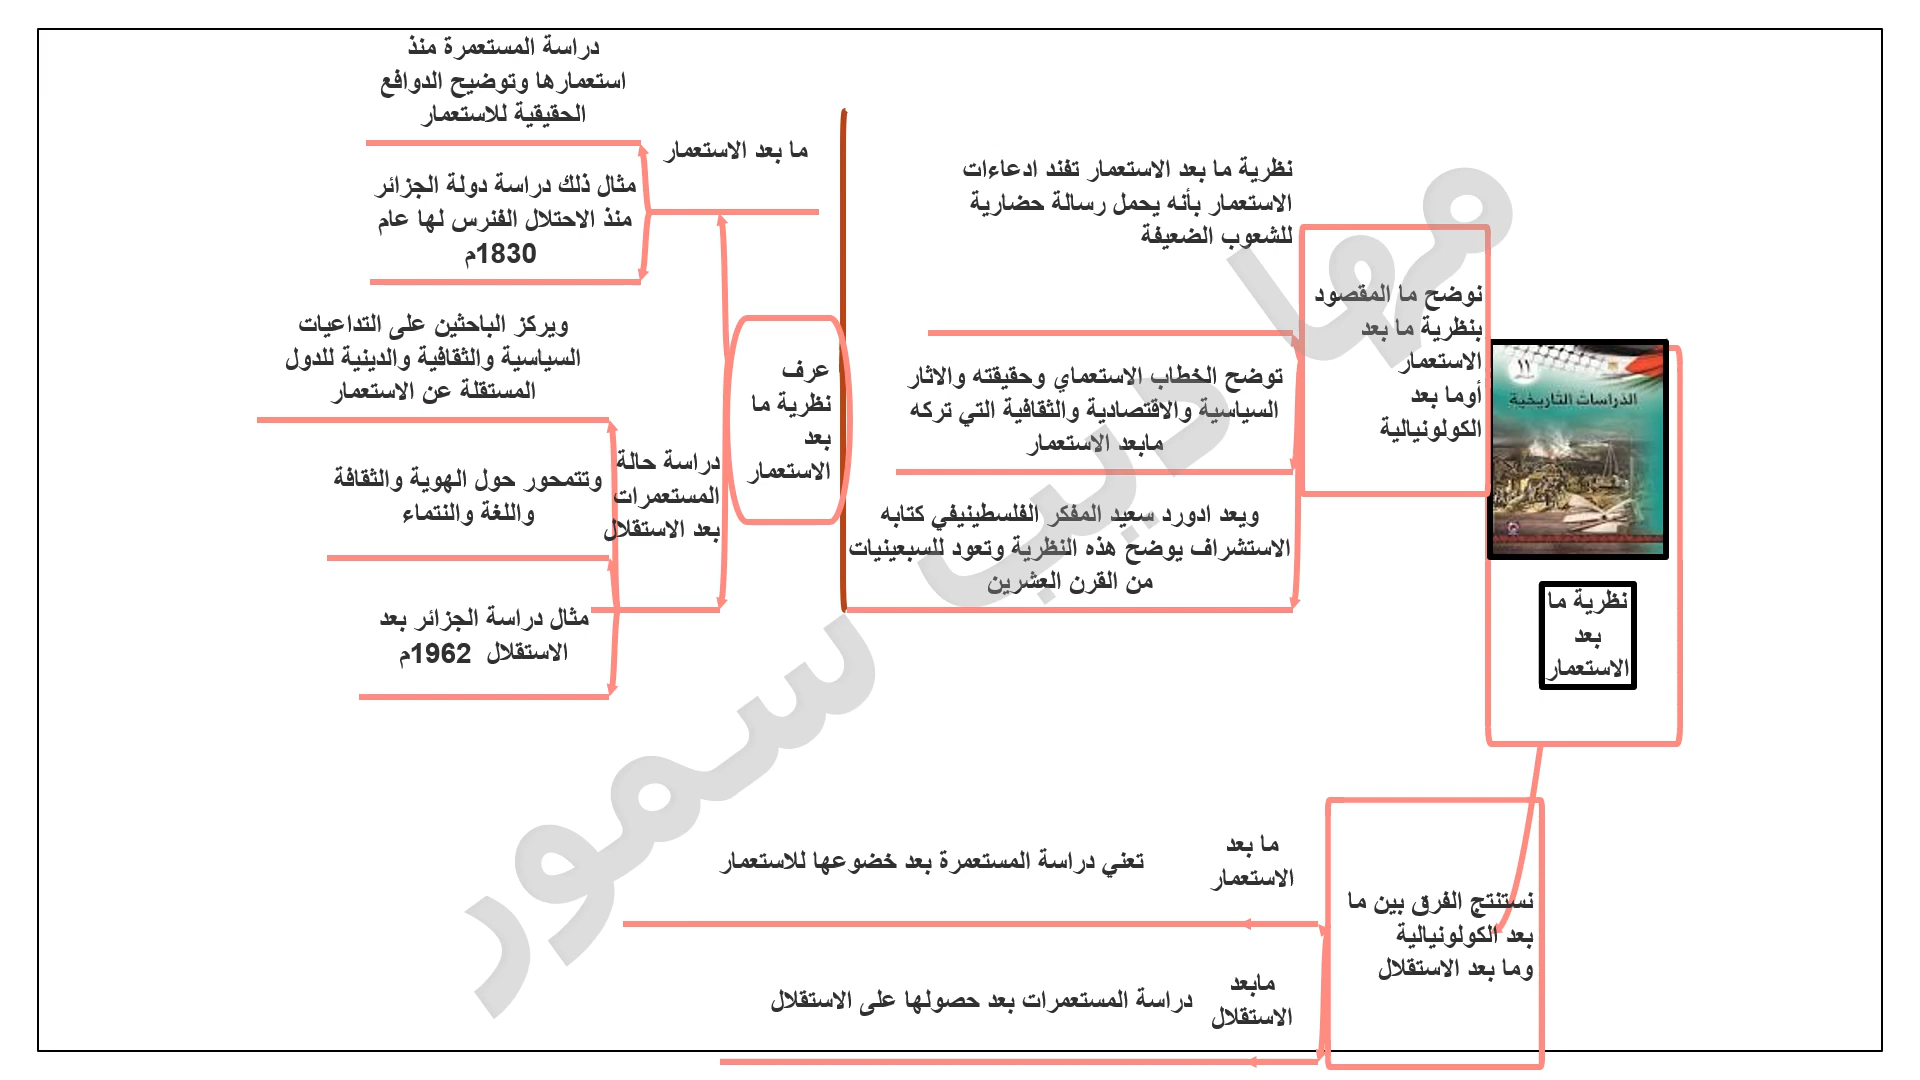 ١١
الدراسات التاريخية
نظرية ما
بعد
الاستعمار
نوضح ما المقصود
بنظرية ما بعد
الاستعمار
أوما بعد
الكولونيالية
نظرية ما بعد الاستعمار تفند ادعاءات
الاستعمار بأنه يحمل رسالة حضارية
للشعوب الضعيفة
توضح الخطاب الاستعماي وحقيقته والاثار
السياسية والاقتصادية والثقافية التي تركه
مابعد الاستعمار
ويعد ادورد سعيد المفكر الفلسطينيفي كتابه
الاستشراف يوضح هذه النظرية وتعود للسبعينيات
من القرن العشرين
عرف
نظرية ما
بعد
الاستعمار
ما بعد الاستعمار
دراسة المستعمرة منذ
استعمارها وتوضيح الدوافع
الحقيقية للاستعمار
مثال ذلك دراسة دولة الجزائر
منذ الاحتلال الفنرس لها عام
1830م
دراسة حالة
المستعمرات
بعد الاستقلال
ويركز الباحثين على التداعيات
السياسية والثقافية والدينية للدول
المستقلة عن الاستعمار
وتتمحور حول الهوية والثقافة
واللغة والنتماء
مثال دراسة الجزائر بعد
الاستقلال 1962م
نستنتج الفرق بين ما
بعد الكولونيالية
وما بعد الاستقلال
ما بعد
الاستعمار
تعني دراسة المستعمرة بعد خضوعها للاستعمار
مابعد
الاستقلال
دراسة المستعمرات بعد حصولها على الاستقلال
مها ديب سمور